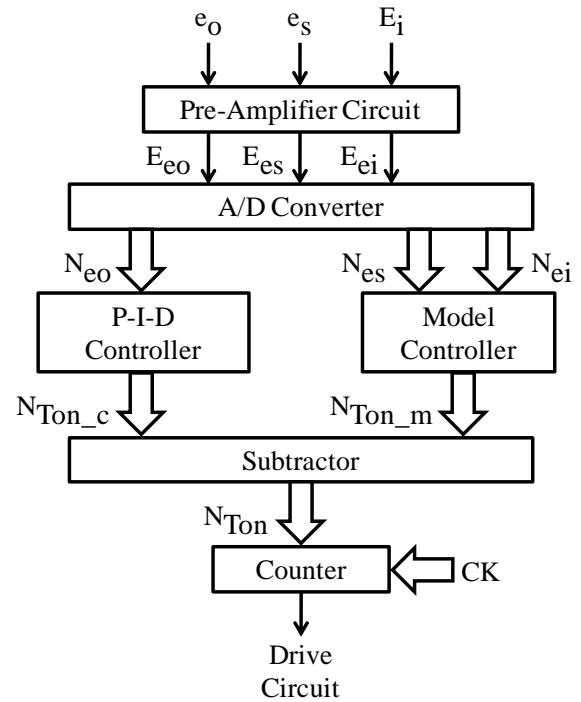 e_o e_s E_i
Pre-Amplifier Circuit
E_eo E_es E_ei
A/D Converter
N_eo N_es N_ei
P-I-D
Controller
Model
Controller
N_Ton_c N_Ton_m
Subtractor
N_Ton
Counter
CK
Drive
Circuit